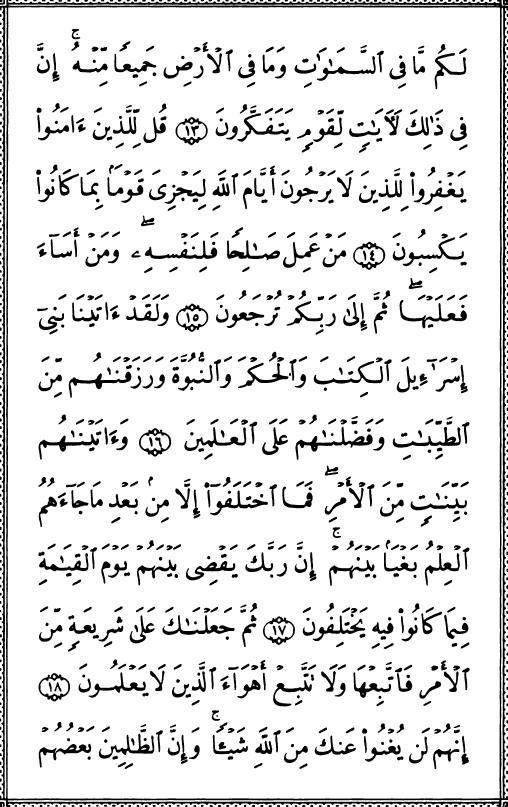 لَكُم مَّا فِى ٱلسَّمَـٰوَٰتِ وَمَا فِى ٱلْأَرْضِ جَمِيعًا مِّنْهُ ۚ إِنَّ
فِى ذَٰلِكَ لَـَٔايَـٰتٍ لِّقَوْمٍ يَتَفَكَّرُونَ ١٣ قُل لِّلَّذِينَ ءَامَنُوا۟
يَغْفِرُوا۟ لِلَّذِينَ لَا يَرْجُونَ أَيَّامَ ٱللَّهِ لِيَجْزِىَ قَوْمًۢا بِمَا كَانُوا۟
يَكْسِبُونَ ١٤ مَنْ عَمِلَ صَـٰلِحًا فَلِنَفْسِهِۦ ۖ وَمَنْ أَسَآءَ
فَعَلَيْهَا ۖ ثُمَّ إِلَىٰ رَبِّكُمْ تُرْجَعُونَ ١٥ وَلَقَدْ ءَاتَيْنَا بَنِىٓ
إِسْرَٰٓءِيلَ ٱلْكِتَـٰبَ وَٱلْحُكْمَ وَٱلنُّبُوَّةَ وَرَزَقْنَـٰهُم مِّنَ
ٱلطَّيِّبَـٰتِ وَفَضَّلْنَـٰهُمْ عَلَى ٱلْعَـٰلَمِينَ ١٦ وَءَاتَيْنَـٰهُم
بَيِّنَـٰتٍ مِّنَ ٱلْأَمْرِ ۖ فَمَا ٱخْتَلَفُوٓا۟ إِلَّا مِنۢ بَعْدِ مَا جَآءَهُمُ
ٱلْعِلْمُ بَغْيًۢا بَيْنَهُمْ ۚ إِنَّ رَبَّكَ يَقْضِى بَيْنَهُمْ يَوْمَ ٱلْقِيَـٰمَةِ
فِيمَا كَانُوا۟ فِيهِ يَخْتَلِفُونَ ١٧ ثُمَّ جَعَلْنَـٰكَ عَلَىٰ شَرِيعَةٍ مِّنَ
ٱلْأَمْرِ فَٱتَّبِعْهَا وَلَا تَتَّبِعْ أَهْوَآءَ ٱلَّذِينَ لَا يَعْلَمُونَ ١٨
إِنَّهُمْ لَن يُغْنُوا۟ عَنكَ مِنَ ٱللَّهِ شَيْـًٔا ۚ وَإِنَّ ٱلظَّـٰلِمِينَ بَعْضُهُمْ